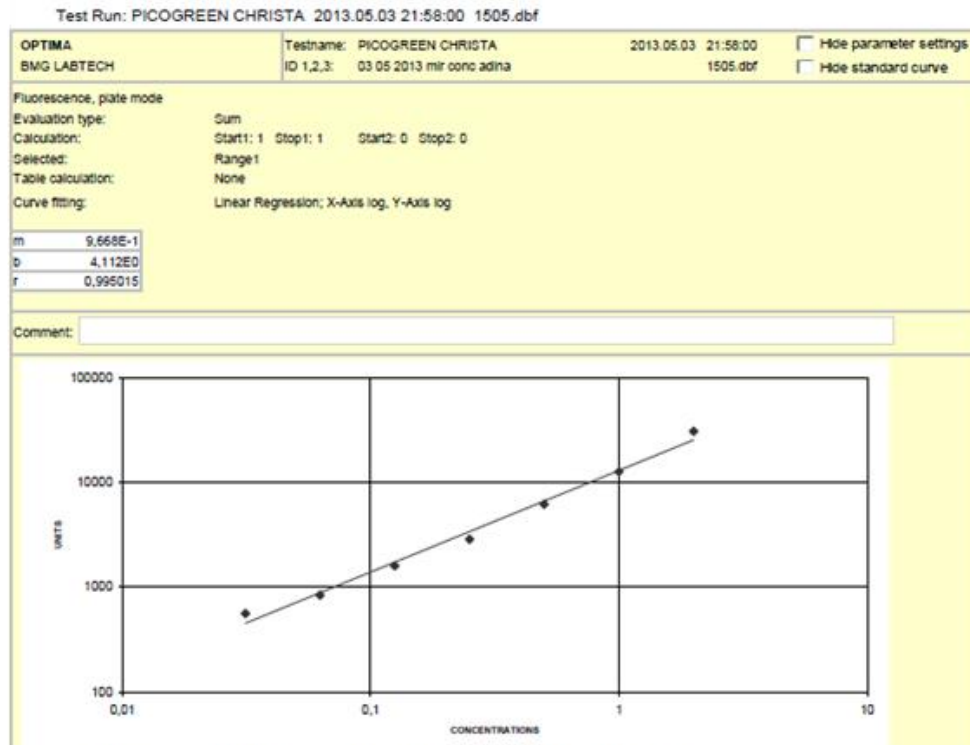 Test Run: PICOGREEN CHRISTA 2013.05.03 21:58:00 1505.dbf
OPTIMA Testname: PICOGREEN CHRISTA 2013.05.03 21:58:00 Hide parameter settings
BMG LABTECH ID 1,2,3: 03 05 2013 mir conc adina 1505.dbf Hide standard curve
Fluorescence, plate mode
Evaluation type: Sum
Calculation: Start1: 1 Stop1: 1 Start2: 0 Stop2: 0
Selected: Range1
Table calculation: None
Curve fitting: Linear Regression; X-Axis log, Y-Axis log
m 9,668E-1
b 4,112E0
r 0,995015
Comment:
100000
10000
1000
100
UNITS
0,01 0,1 1 10
CONCENTRATIONS